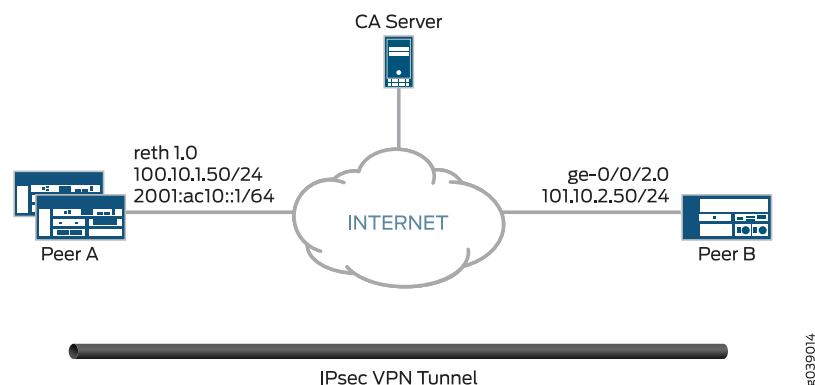 CA Server
reth 1.0
100.10.1.50/24
2001:ac10::1/64
ge-0/0/2.0
101.10.2.50/24
INTERNET
Peer A
Peer B
IPsec VPN Tunnel
g039014